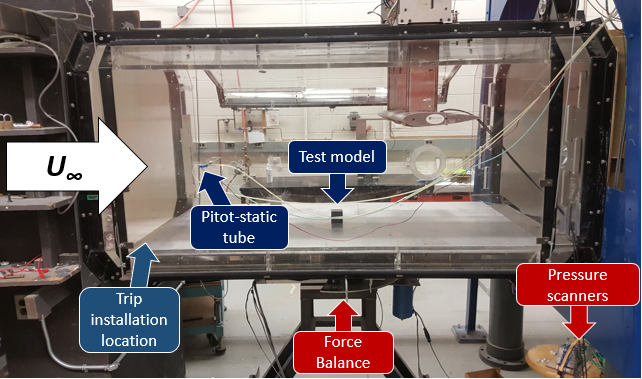 U∞
Test model
Pitot-static
tube
Trip
installation
location
Force
Balance
Pressure
scanners